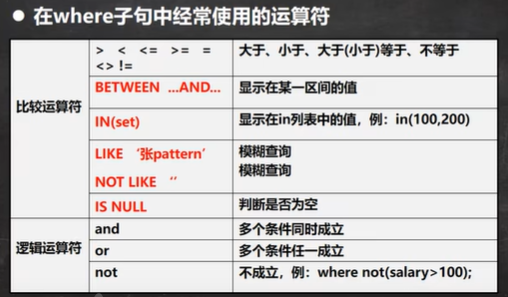 ● 在where子句中经常使用的运算符
比较运算符
> < <= >= =
<> !=
大于、小于、大于(小于)等于、不等于
BETWEEN ...AND...
显示在某一区间的值
IN(set)
显示在in列表中的值，例：in(100,200)
LIKE ‘张pattern’
NOT LIKE ‘’
模糊查询
模糊查询
IS NULL
判断是否为空
逻辑运算符
and
多个条件同时成立
or
多个条件任一成立
not
不成立，例：where not(salary>100);